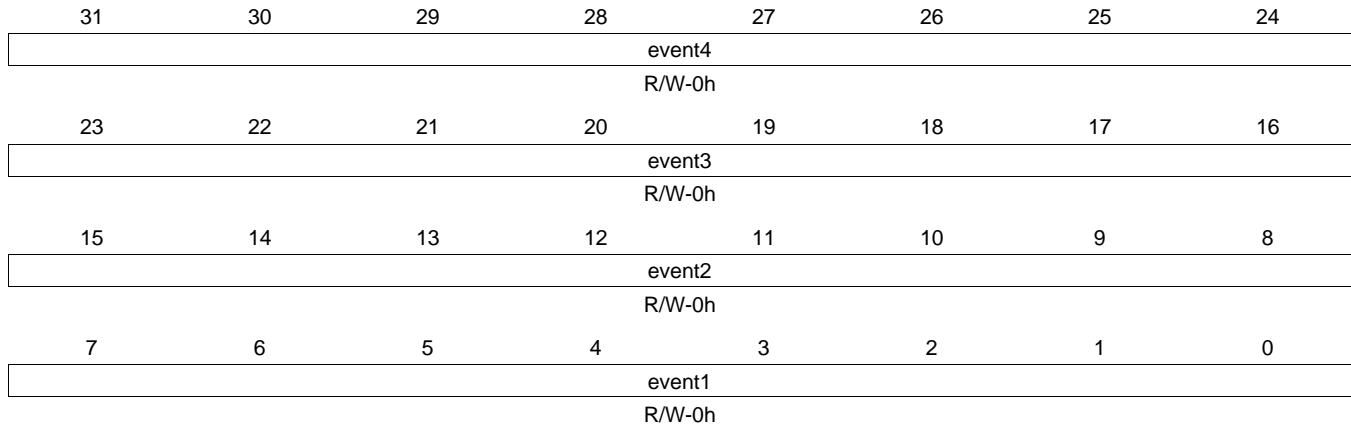 31 30 29 28 27 26 25 24
event4
R/W-0h
23 22 21 20 19 18 17 16
event3
R/W-0h
15 14 13 12 11 10 9 8
event2
R/W-0h
7 6 5 4 3 2 1 0
event1
R/W-0h